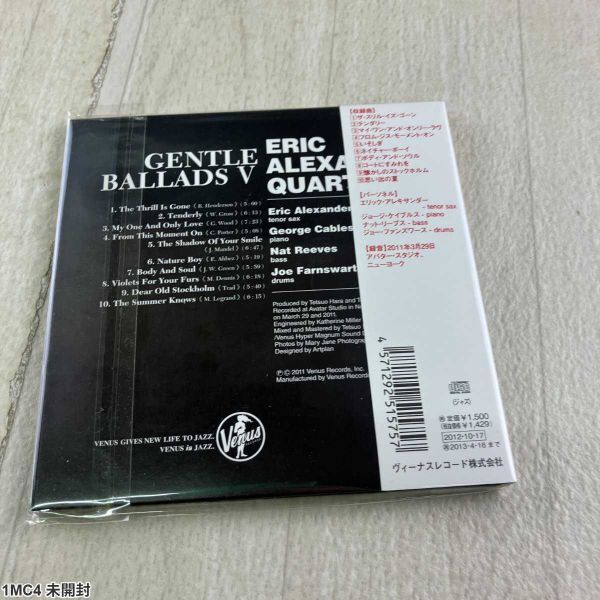 GENTLE
BALLADS V
1. The Thrill Is Gone (R. Henderson) (5:00)
2. Tenderly (W. Gross) (6:13)
3. My One And Only Love (G. Wood) (7:23)
4. From This Moment On (C. Porter) (5:08)
5. The Shadow Of Your Smile
(J. Mandel) (6:47)
6. Nature Boy (E. Ahbez) (5:31)
7. Body And Soul (J. W. Green) (5:59)
8. Violets For Your Furs (M. Dennis) (6:18)
9. Dear Old Stockholm (Trad.) (5:40)
10. The Summer Knows (M. Legrand) (6:15)
VENUS GIVES NEW LIFE TO JAZZ.
VENUS is JAZZ.
Venus
ERIC
ALEXA
QUART
Eric Alexander
tenor sax
George Cables
piano
Nat Reeves
bass
Joe Farnswart
drums
Produced by Tetsuo Hara and T
Recorded at Avatar Studio in Ne
on March 29 and 2011.
Engineered by Katherine Miller
Mixed and Mastered by Tetsuo
/Venus Hyper Magnum Sound
Photos by Mary Jane Photograp
Designed by Artplan
Ⓟ©2011 Venus Records, Inc.
Manufactured by Venus Records
【収録曲】
①ザ・スリル・イズ・ゴーン
②テンダリー
③マイ・ワン・アンド・オンリー・ラヴ
④フロム・ジス・モーメント・オン
⑤いそしぎ
⑥ネイチャー・ボーイ
⑦ボディ・アンド・ソウル
⑧コートにすみれを
⑨懐かしのストックホルム
⑩思い出の夏
【パーソネル】
エリック・アレキサンダー
- tenor sax
ジョージ・ケイブルス - piano
ナット・リーブス - bass
ジョー・ファンズワース - drums
【録音】2011年3月29日
アバター・スタジオ、
ニューヨーク
4571292515757
(ジャズ)
定価￥1,500
￥1,429
2012・10・17
2013・4・16まで
ヴィーナスレコード株式会社
1MC4 未開封